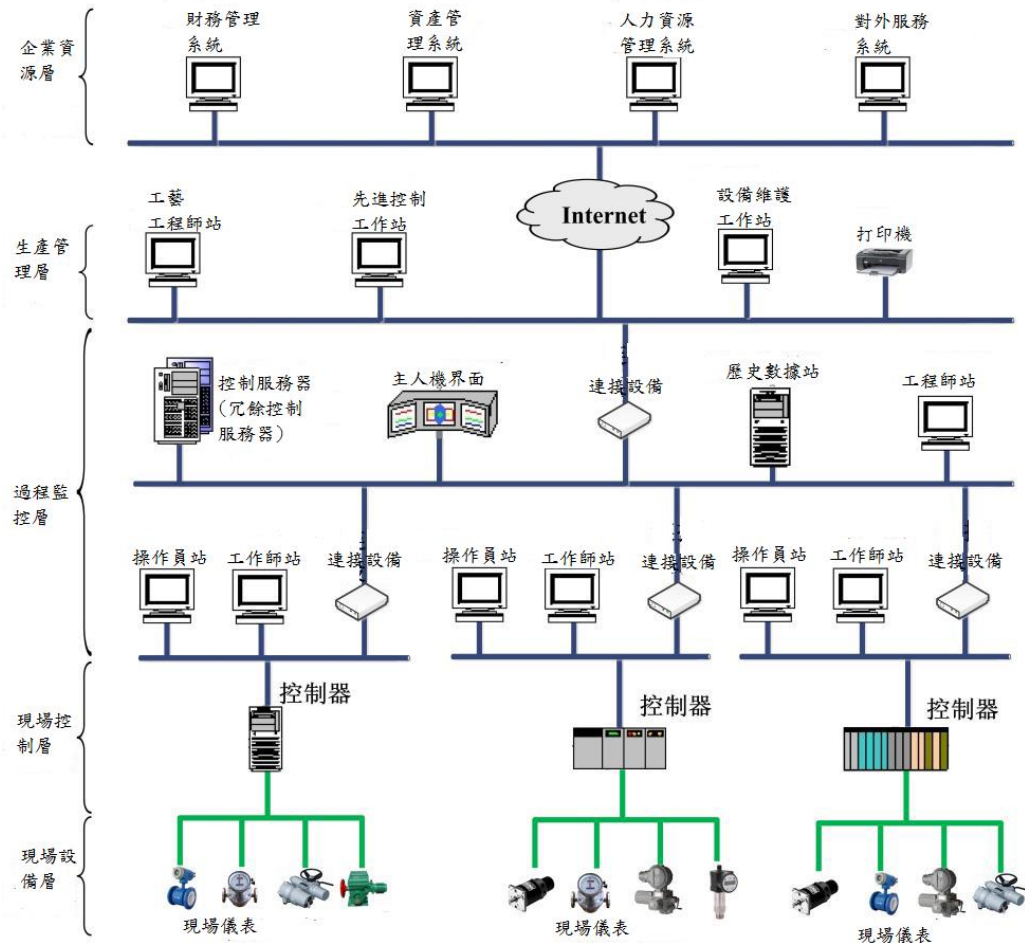 財務管理
系統
資產管
理系統
人力資源
管理系統
對外服務
系統
企業資
源層
Internet
工藝
工程師站
先進控制
工作站
設備維護
工作站
打印機
生產管
理層
控制服務器
(冗餘控制
服務器)
主人機界面
連接設備
歷史數據站
工程師站
過程監
控層
操作員站
工作師站
連接設備
操作員站
工作師站
連接設備
操作員站
工作師站
連接設備
現場控
制層
控制器
控制器
控制器
現場設
備層
現場儀表
現場儀表
現場儀表